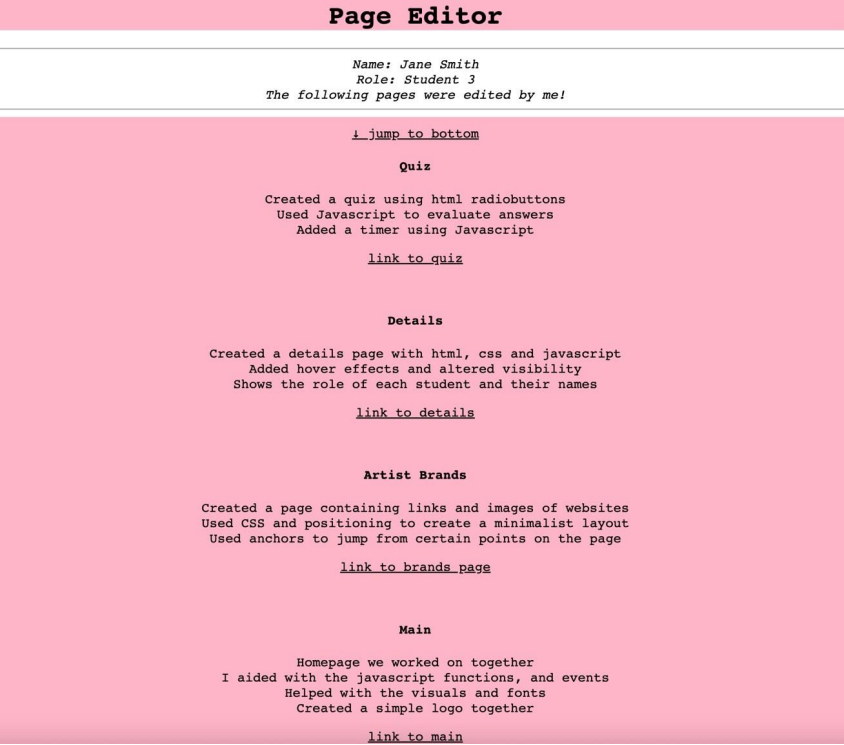 Page Editor
Name: Jane Smith
Role: Student 3
The following pages were edited by me!
↓ jump to bottom
Quiz
Created a quiz using html radiobuttons
Used Javascript to evaluate answers
Added a timer using Javascript
link to quiz
Details
Created a details page with html, css and javascript
Added hover effects and altered visibility
Shows the role of each student and their names
link to details
Artist Brands
Created a page containing links and images of websites
Used CSS and positioning to create a minimalist layout
Used anchors to jump from certain points on the page
link to brands page
Main
Homepage we worked on together
I aided with the javascript functions, and events
Helped with the visuals and fonts
Created a simple logo together
link to main